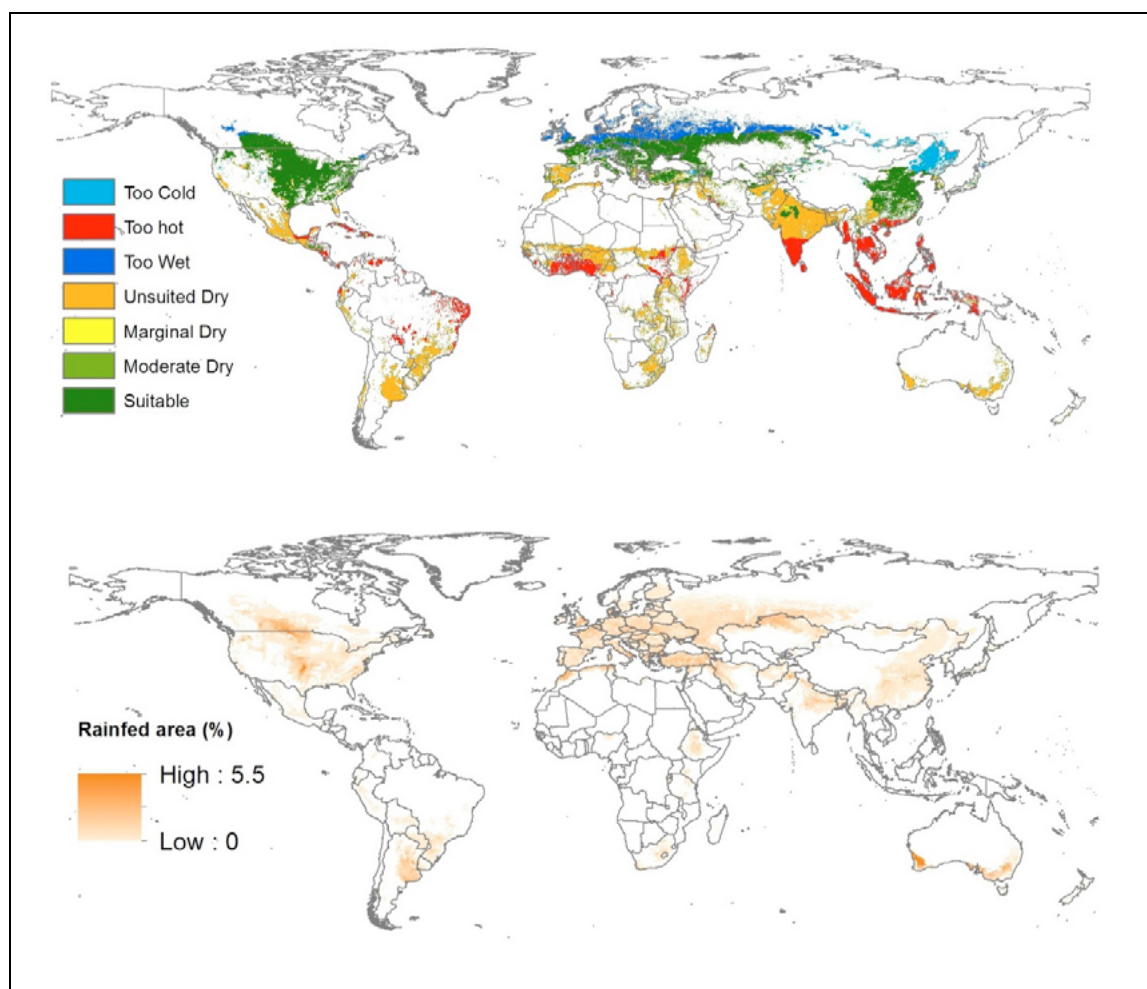 Too Cold
Too hot
Too Wet
Unsuited Dry
Marginal Dry
Moderate Dry
Suitable
Rainfed area (%)
High : 5.5
Low : 0